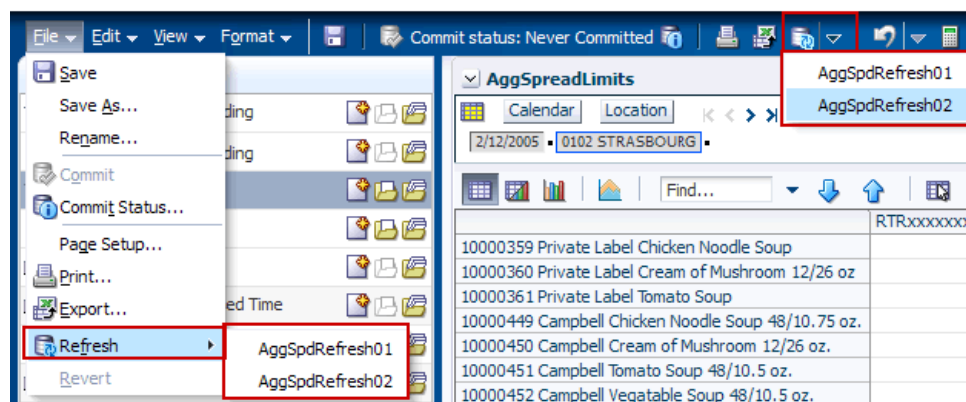 File Edit View Format Commit status: Never Committed
Save
Save As...
Rename...
Commit
Commit Status...
Page Setup...
Print...
Export...
Refresh
Revert
AggSpdRefresh01
AggSpdRefresh02
ding
ding
ed Time
AggSpreadLimits
AggSpdRefresh01
AggSpdRefresh02
Calendar Location
2/12/2005 0102 STRASBOURG
Find...
RTRxxxxxxx
10000359 Private Label Chicken Noodle Soup
10000360 Private Label Cream of Mushroom 12/26 oz
10000361 Private Label Tomato Soup
10000449 Campbell Chicken Noodle Soup 48/10.75 oz.
10000450 Campbell Cream of Mushroom 12/26 oz.
10000451 Campbell Tomato Soup 48/10.5 oz.
10000452 Campbell Vegatable Soup 48/10.5 oz.